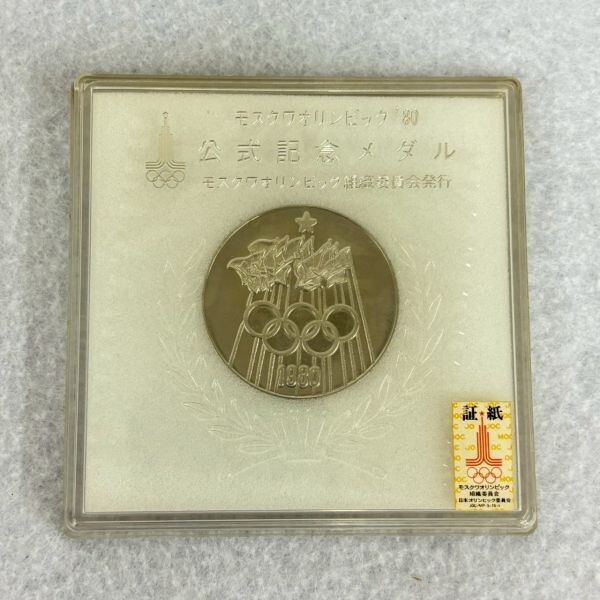 モスクワオリンピック '80
公式記念メダル
モスクワオリンピック組織委員会発行
1980
証紙
JOC
MOC
モスクワオリンピック
組織委員会
日本オリンピック委員会